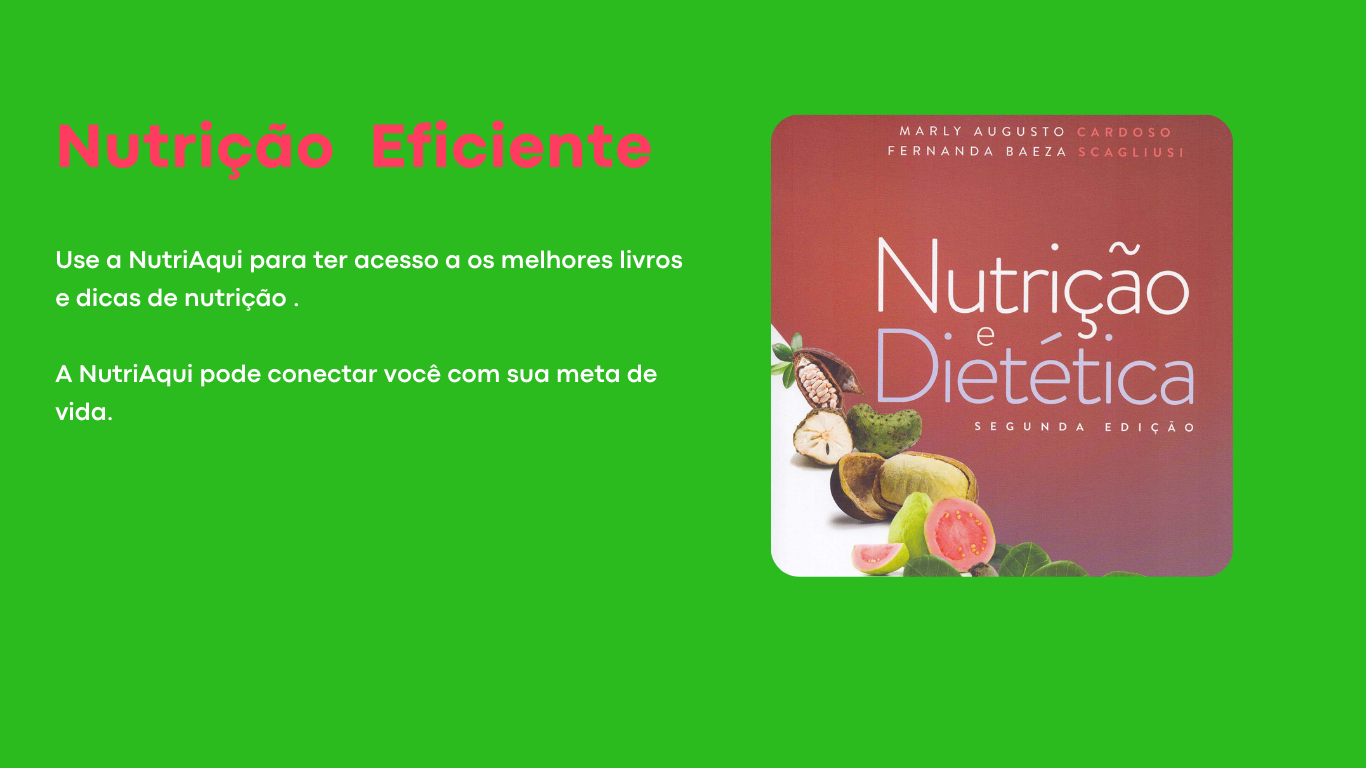 Nutrição Eficiente
Use a NutriAqui para ter acesso a os melhores livros
e dicas de nutrição .
A NutriAqui pode conectar você com sua meta de
vida.
MARLY AUGUSTO CARDOSO
FERNANDA BAEZA SCAGLIUSI
Nutrição
e
Dietética
SEGUNDA EDIÇÃO